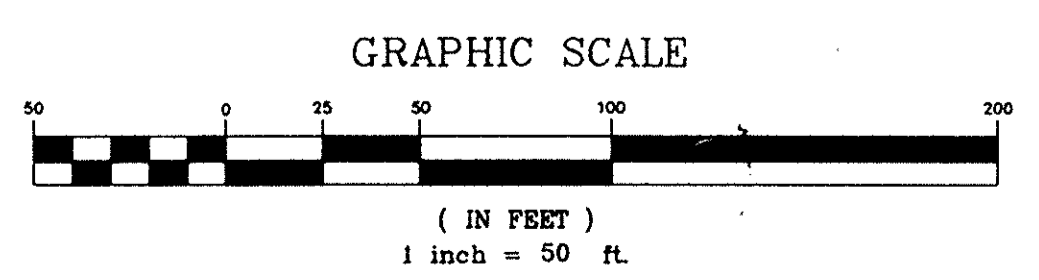 GRAPHIC SCALE
50 0 25 50 100 200
( IN FEET )
1 inch = 50 ft.